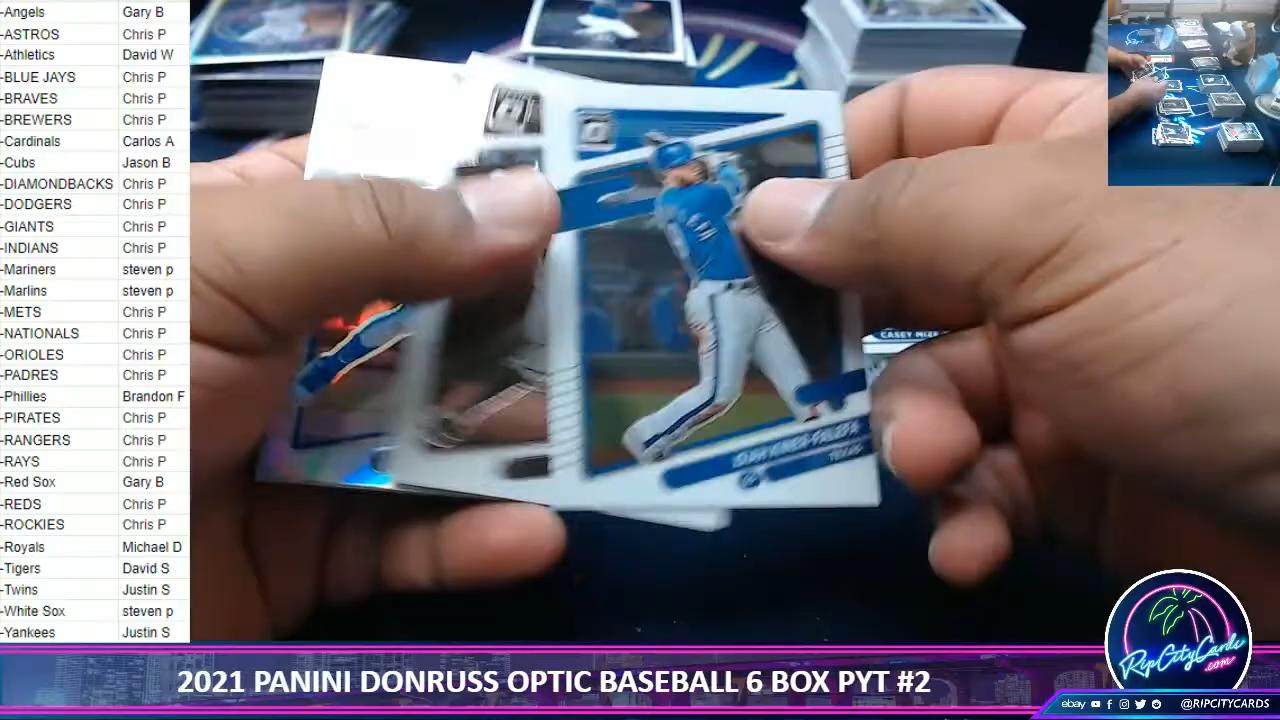 -Angels Gary B
-ASTROS Chris P
-Athletics David W
-BLUE JAYS Chris P
-BRAVES Chris P
-BREWERS Chris P
-Cardinals Carlos A
-Cubs Jason B
-DIAMONDBACKS Chris P
-DODGERS Chris P
-GIANTS Chris P
-INDIANS Chris P
-Mariners steven p
-Marlins steven p
-METS Chris P
-NATIONALS Chris P
-ORIOLES Chris P
-PADRES Chris P
-Phillies Brandon F
-PIRATES Chris P
-RANGERS Chris P
-RAYS Chris P
-Red Sox Gary B
-REDS Chris P
-ROCKIES Chris P
-Royals Michael D
-Tigers David S
-Twins Justin S
-White Sox steven p
-Yankees Justin S
CASEY MIZE
TEXAS
RipCityCards
.com
2021 PANINI DONRUSS OPTIC BASEBALL 6 BOX PYT #2
ebay @RIPCITYCARDS